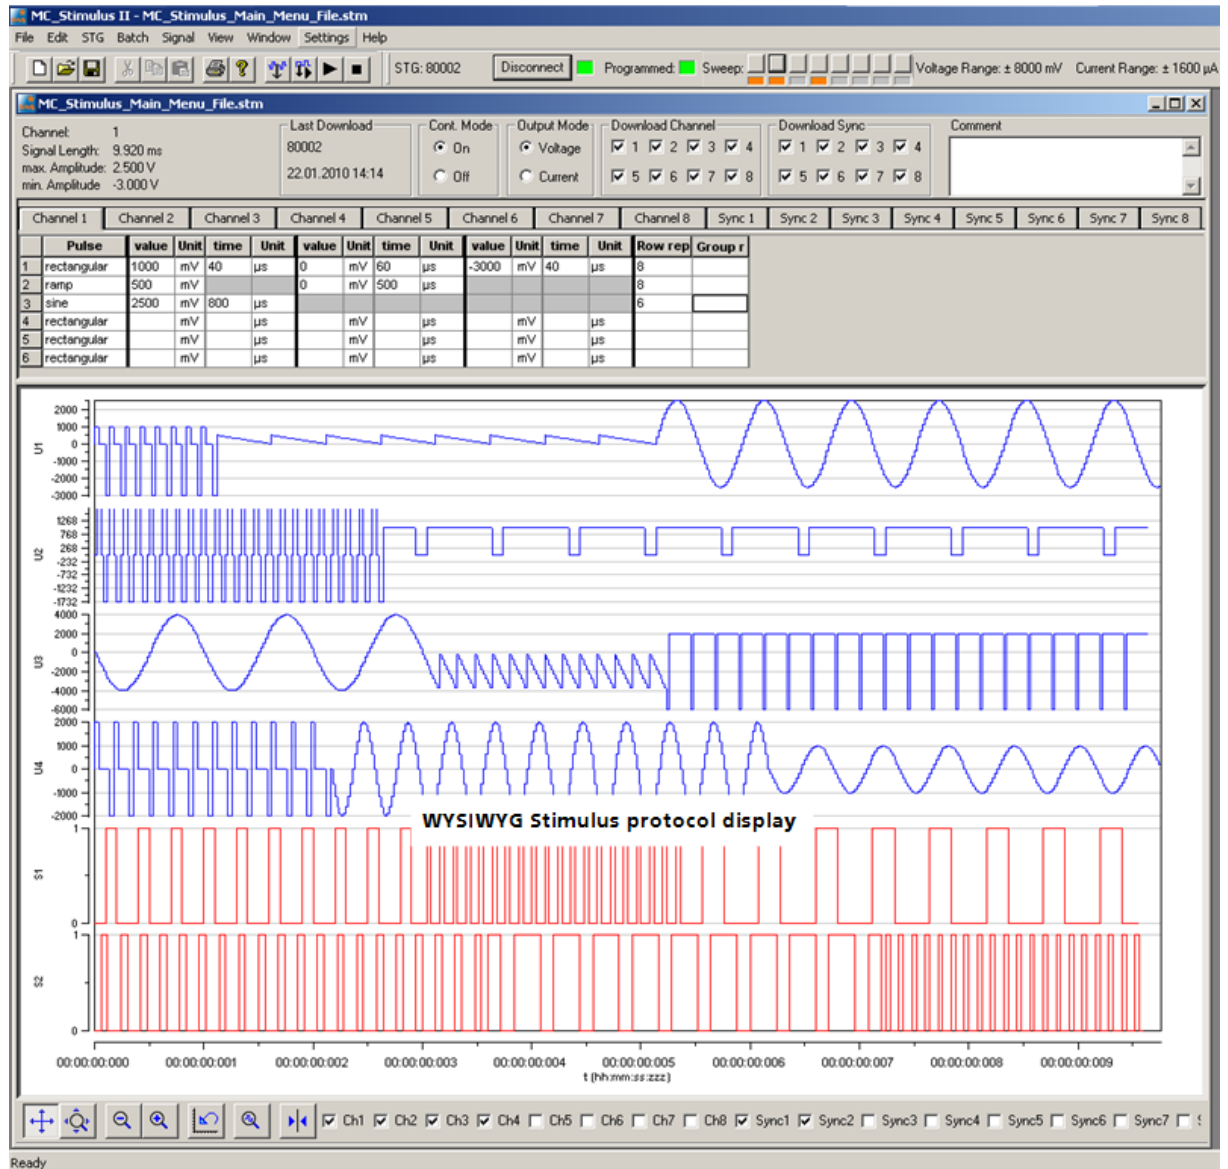 MC_Stimulus II - MC_Stimulus_Main_Menu_File.stm
File Edit STG Batch Signal View Window Settings Help
STG: 80002 Disconnect Programmed: Sweep: Voltage Range: ± 8000 mV Current Range: ± 1600 µA
MC_Stimulus_Main_Menu_File.stm
Channel: 1 Last Download Cont. Mode Output Mode Download Channel Download Sync Comment
Signal Length: 9.920 ms 80002 On Voltage 1 2 3 4 1 2 3 4
max. Amplitude: 2.500 V
min. Amplitude -3.000 V 22.01.2010 14:14 Off Current 5 6 7 8 5 6 7 8
Channel 1 Channel 2 Channel 3 Channel 4 Channel 5 Channel 6 Channel 7 Channel 8 Sync 1 Sync 2 Sync 3 Sync 4 Sync 5 Sync 6 Sync 7 Sync 8
Pulse value Unit time Unit value Unit time Unit value Unit time Unit Row rep Group r
1 rectangular 1000 mV 40 µs 0 mV 60 µs -3000 mV 40 µs 8
2 ramp 500 mV 0 mV 500 µs 8
3 sine 2500 mV 800 µs 6
4 rectangular mV µs mV µs mV µs
5 rectangular mV µs mV µs mV µs
6 rectangular mV µs mV µs mV µs
2000
1000
0
-1000
-2000
-3000
U1
1268
768
268
-232
-732
-1232
-1732
U2
4000
2000
0
-2000
-4000
-6000
U3
2000
1000
0
-1000
-2000
U4
WYSIWYG Stimulus protocol display
1
0
S1
1
0
S2
00:00:00:000 00:00:00:001 00:00:00:002 00:00:00:003 00:00:00:004 00:00:00:005 00:00:00:006 00:00:00:007 00:00:00:008 00:00:00:009
t (hh:mm:ss:zzz)
Ch1 Ch2 Ch3 Ch4 Ch5 Ch6 Ch7 Ch8 Sync1 Sync2 Sync3 Sync4 Sync5 Sync6 Sync7
Ready